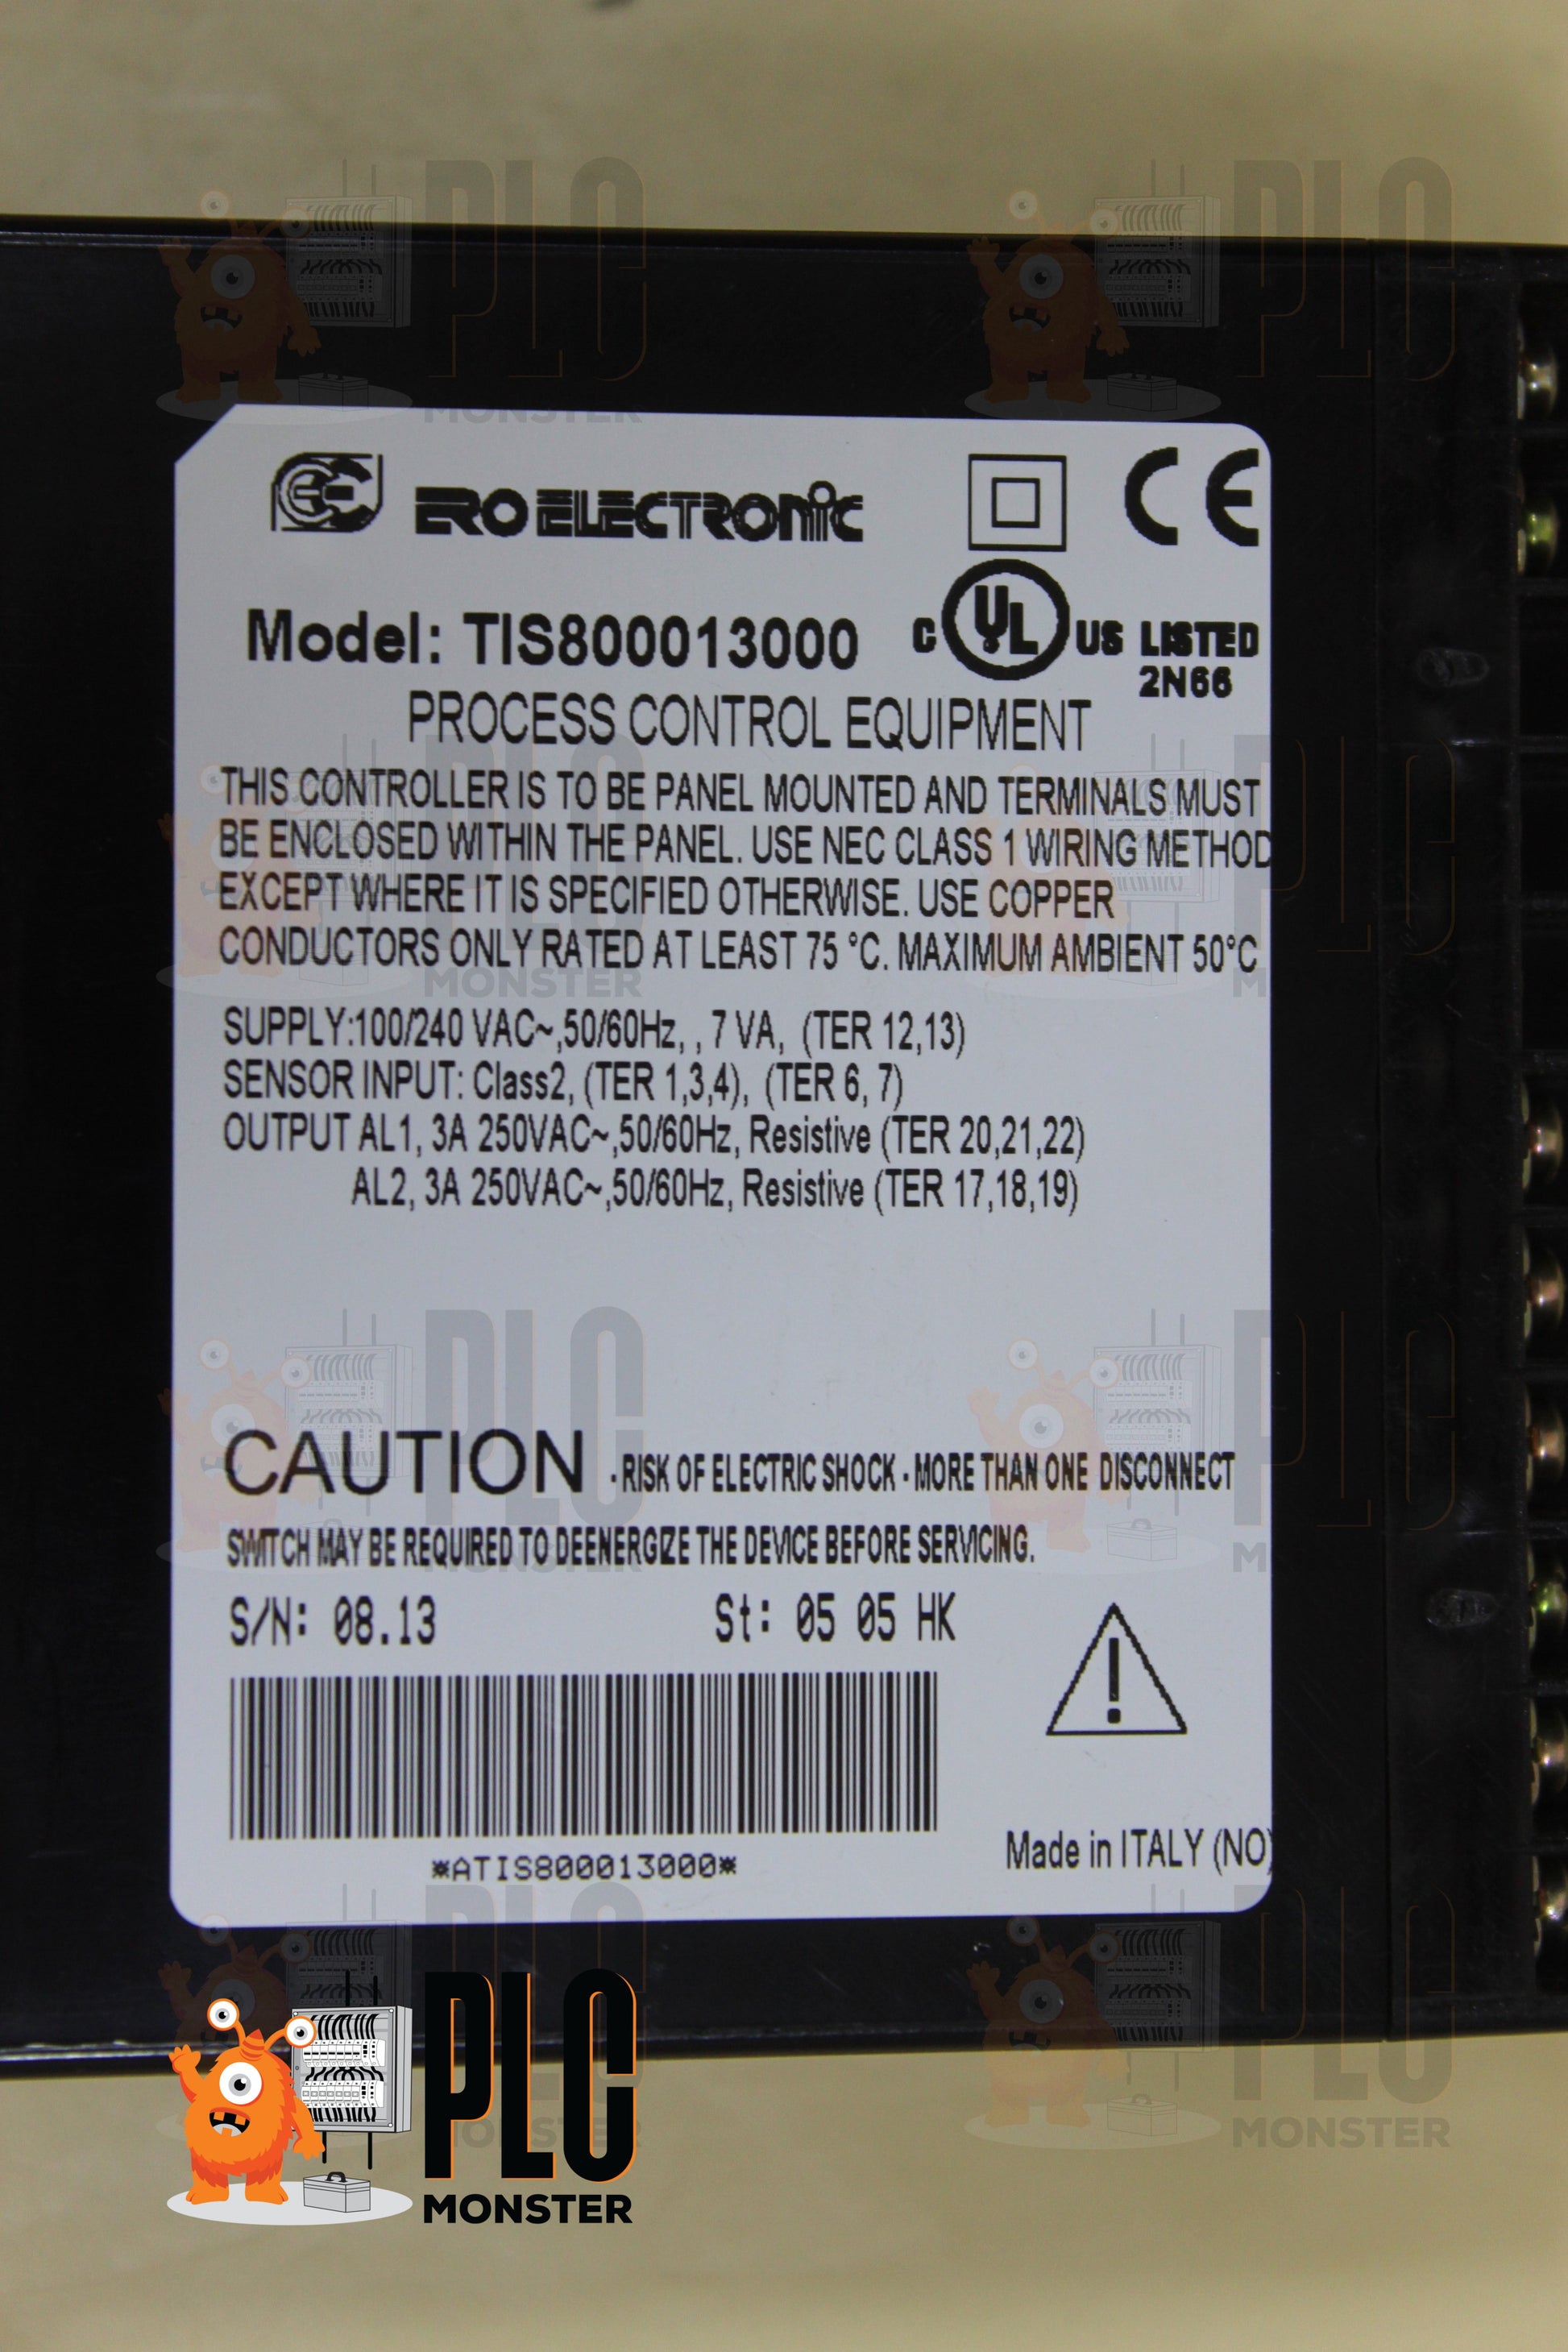 ERO ELECTRONIC
CE
Model: TIS800013000
C UL US LISTED
2N66
PROCESS CONTROL EQUIPMENT
THIS CONTROLLER IS TO BE PANEL MOUNTED AND TERMINALS MUST
BE ENCLOSED WITHIN THE PANEL. USE NEC CLASS 1 WIRING METHOD
EXCEPT WHERE IT IS SPECIFIED OTHERWISE. USE COPPER
CONDUCTORS ONLY RATED AT LEAST 75 °C. MAXIMUM AMBIENT 50°C
SUPPLY:100/240 VAC~,50/60Hz, , 7 VA, (TER 12,13)
SENSOR INPUT: Class2, (TER 1,3,4), (TER 6, 7)
OUTPUT AL1, 3A 250VAC~,50/60Hz, Resistive (TER 20,21,22)
AL2, 3A 250VAC~,50/60Hz, Resistive (TER 17,18,19)
CAUTION - RISK OF ELECTRIC SHOCK - MORE THAN ONE DISCONNECT
SWITCH MAY BE REQUIRED TO DEENERGIZE THE DEVICE BEFORE SERVICING.
S/N: 08.13 St: 05 05 HK
*ATIS800013000*
Made in ITALY (NO)
PLC
MONSTER